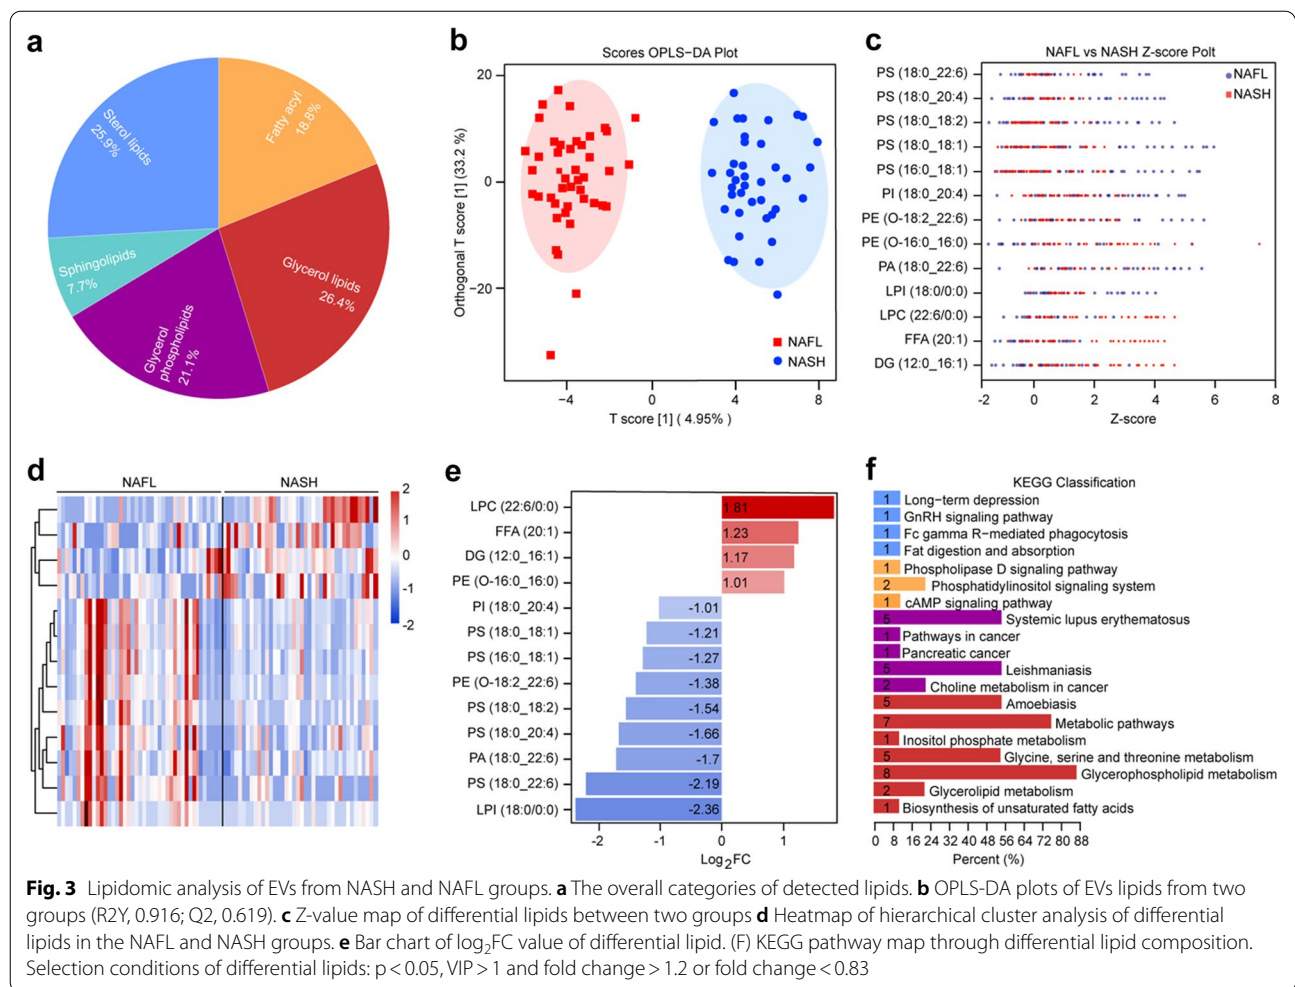 a
Sterol lipids
25.9%
Fatty acyl
18.8%
Glycerol lipids
26.4%
Glycerol
phospholipids
21.1%
Sphingolipids
7.7%
b
Scores OPLS-DA Plot
Orthogonal T score [1] (33.2 %)
20
0
−20
NAFL
NASH
−4
0
4
8
T score [1] ( 4.95%)
c
NAFL vs NASH Z-score Polt
NAFL
NASH
PS (18:0_22:6)
PS (18:0_20:4)
PS (18:0_18:2)
PS (18:0_18:1)
PS (16:0_18:1)
PI (18:0_20:4)
PE (O-18:2_22:6)
PE (O-16:0_16:0)
PA (18:0_22:6)
LPI (18:0/0:0)
LPC (22:6/0:0)
FFA (20:1)
DG (12:0_16:1)
-2
0
2
4
6
8
Z-score
d
NAFL
NASH
2
1
0
-1
-2
e
LPC (22:6/0:0)
1.81
FFA (20:1)
1.23
DG (12:0_16:1)
1.17
PE (O-16:0_16:0)
1.01
PI (18:0_20:4)
-1.01
PS (18:0_18:1)
-1.21
PS (16:0_18:1)
-1.27
PE (O-18:2_22:6)
-1.38
PS (18:0_18:2)
-1.54
PS (18:0_20:4)
-1.66
PA (18:0_22:6)
-1.7
PS (18:0_22:6)
-2.19
LPI (18:0/0:0)
-2.36
-2
-1
0
1
Log2FC
f
KEGG Classification
1 Long-term depression
1 GnRH signaling pathway
1 Fc gamma R-mediated phagocytosis
1 Fat digestion and absorption
1 Phospholipase D signaling pathway
2 Phosphatidylinositol signaling system
1 cAMP signaling pathway
5 Systemic lupus erythematosus
1 Pathways in cancer
1 Pancreatic cancer
5 Leishmaniasis
2 Choline metabolism in cancer
5 Amoebiasis
7 Metabolic pathways
1 Inositol phosphate metabolism
5 Glycine, serine and threonine metabolism
8 Glycerophospholipid metabolism
2 Glycerolipid metabolism
1 Biosynthesis of unsaturated fatty acids
0 8 16 24 32 40 48 56 64 72 80 88
Percent (%)
Fig. 3 Lipidomic analysis of EVs from NASH and NAFL groups. a The overall categories of detected lipids. b OPLS-DA plots of EVs lipids from two
groups (R2Y, 0.916; Q2, 0.619). c Z-value map of differential lipids between two groups d Heatmap of hierarchical cluster analysis of differential
lipids in the NAFL and NASH groups. e Bar chart of log2FC value of differential lipid. (F) KEGG pathway map through differential lipid composition.
Selection conditions of differential lipids: p < 0.05, VIP > 1 and fold change > 1.2 or fold change < 0.83